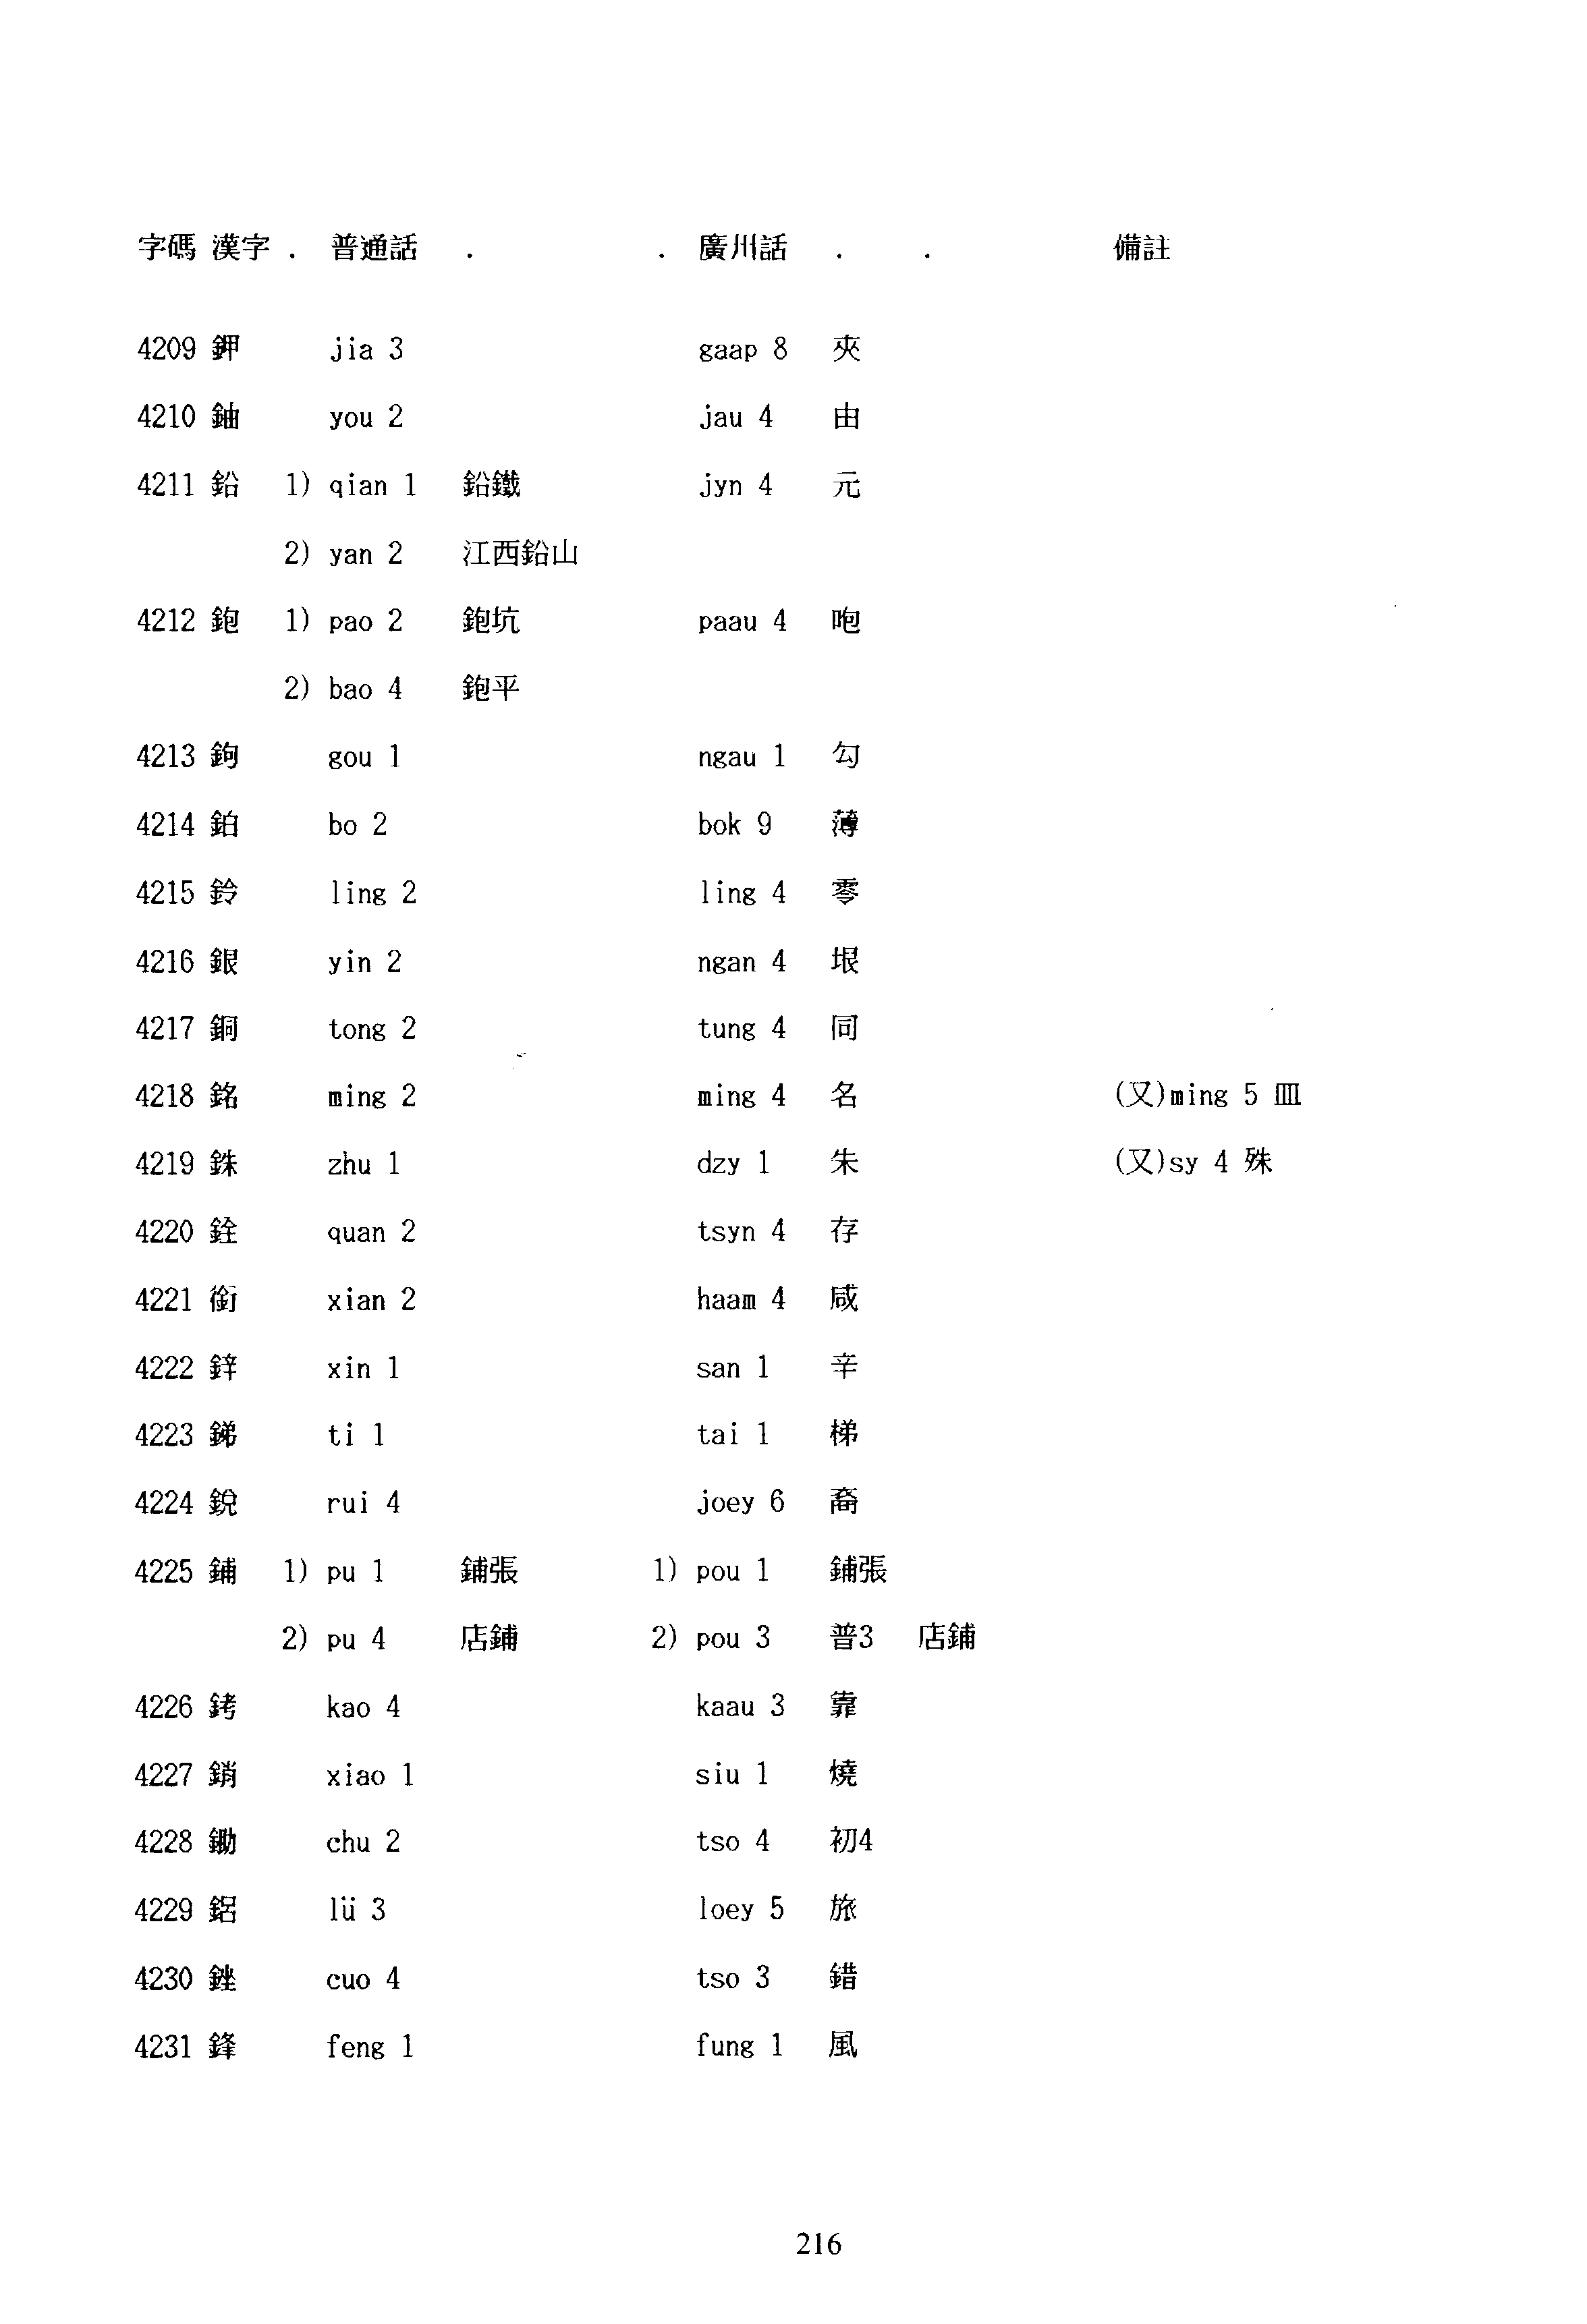 字碼 漢字 . 普通話 . . 廣川話 . . 備註
4209 鉀 jia 3 gaap 8 夾
4210 鈾 you 2 jau 4 由
4211 鉛 1) qian 1 鉛鐵 jyn 4 元
2) yan 2 江西鉛山
4212 鉋 1) pao 2 鉋坑 paau 4 咆
2) bao 4 鉋平
4213 鉤 gou 1 ngau 1 勾
4214 鉑 bo 2 bok 9 薄
4215 鈴 ling 2 ling 4 零
4216 銀 yin 2 ngan 4 垠
4217 銅 tong 2 tung 4 同
4218 銘 ming 2 ming 4 名 (又)ming 5 皿
4219 銖 zhu 1 dzy 1 朱 (又)sy 4 殊
4220 銓 quan 2 tsyn 4 存
4221 銜 xian 2 haam 4 咸
4222 鋅 xin 1 san 1 辛
4223 銻 ti 1 tai 1 梯
4224 銳 rui 4 joey 6 裔
4225 鋪 1) pu 1 鋪張 1) pou 1 鋪張
2) pu 4 店鋪 2) pou 3 普3 店鋪
4226 銬 kao 4 kaau 3 靠
4227 銷 xiao 1 siu 1 燒
4228 鋤 chu 2 tso 4 初4
4229 鋁 lü 3 loey 5 旅
4230 銼 cuo 4 tso 3 錯
4231 鋒 feng 1 fung 1 風
216